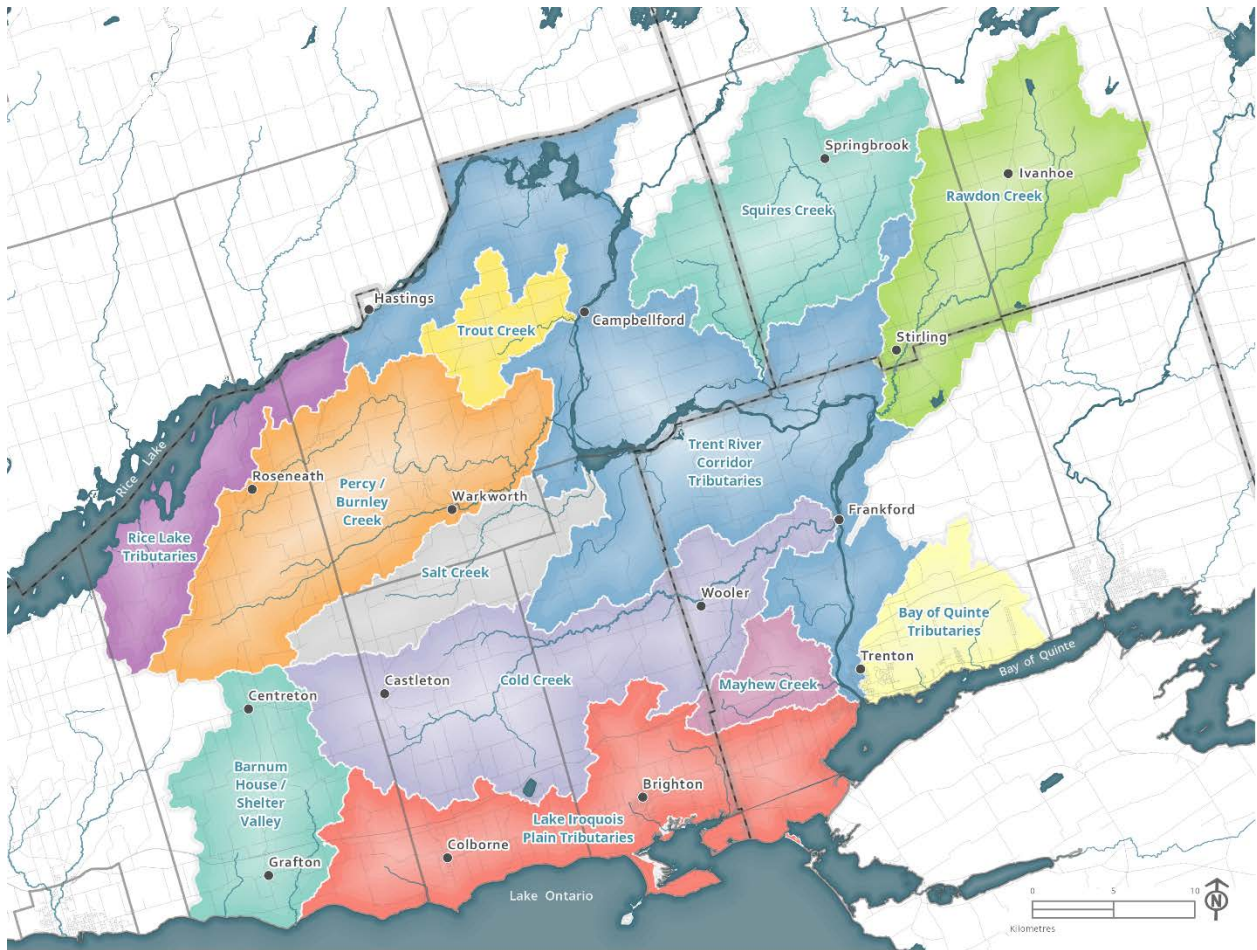 Springbrook
Ivanhoe
Rawdon Creek
Squires Creek
Hastings
Trout Creek
Campbellford
Stirling
Rice Lake
Trent River
Corridor
Tributaries
Roseneath
Percy /
Burnley
Creek
Warkworth
Frankford
Rice Lake
Tributaries
Salt Creek
Wooler
Bay of Quinte
Tributaries
Trenton
Bay of Quinte
Castleton
Cold Creek
Mayhew Creek
Centreton
Barnum
House /
Shelter
Valley
Brighton
Lake Iroquois
Plain Tributaries
Colborne
Grafton
Lake Ontario
0 5 10
Kilometres
N